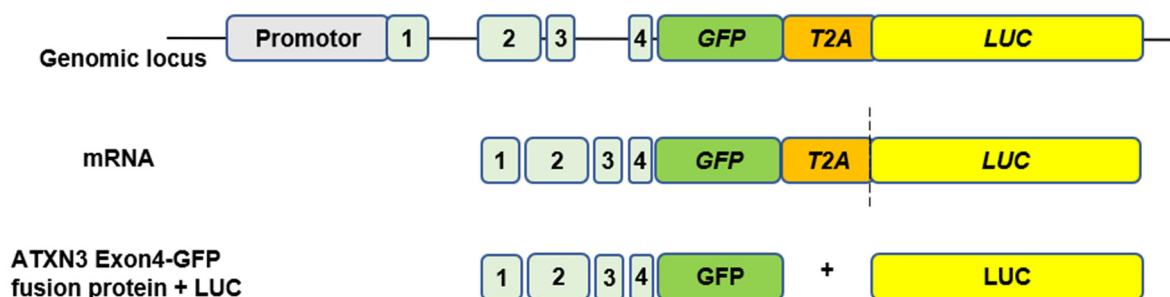 Promotor 1 2 3 4 GFP T2A LUC
Genomic locus
mRNA 1 2 3 4 GFP T2A LUC
ATXN3 Exon4-GFP
fusion protein + LUC
1 2 3 4 GFP + LUC